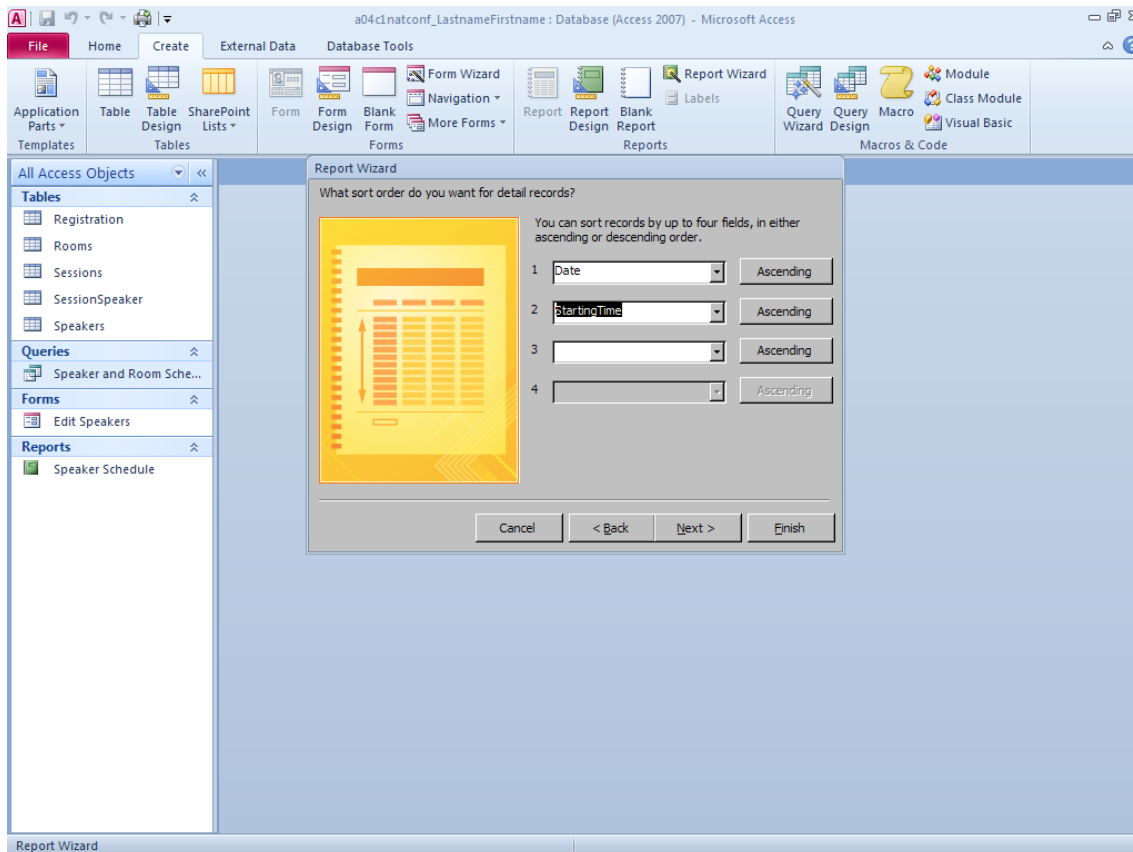 a04c1natconf_LastnameFirstname : Database (Access 2007) - Microsoft Access
File Home Create External Data Database Tools
Application Parts
Table
Table Design
SharePoint Lists
Form
Form Design
Blank Form
Form Wizard
Navigation
More Forms
Report
Report Design
Blank Report
Report Wizard
Labels
Query Wizard
Query Design
Macro
Module
Class Module
Visual Basic
Templates Tables Forms Reports Macros & Code
All Access Objects
Tables
Registration
Rooms
Sessions
SessionSpeaker
Speakers
Queries
Speaker and Room Sche...
Forms
Edit Speakers
Reports
Speaker Schedule
Report Wizard
What sort order do you want for detail records?
You can sort records by up to four fields, in either
ascending or descending order.
1 Date Ascending
2 StartingTime Ascending
3 Ascending
4 Ascending
Cancel < Back Next > Finish
Report Wizard